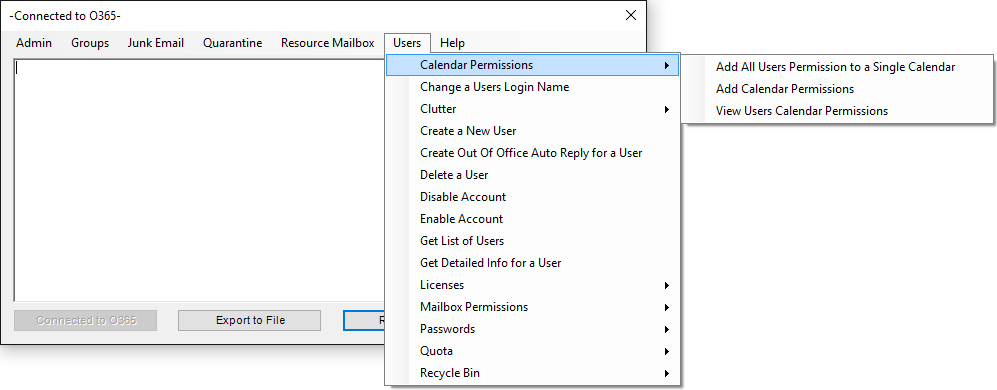 -Connected to O365-
Admin Groups Junk Email Quarantine Resource Mailbox Users Help
Calendar Permissions
Add All Users Permission to a Single Calendar
Add Calendar Permissions
View Users Calendar Permissions
Change a Users Login Name
Clutter
Create a New User
Create Out Of Office Auto Reply for a User
Delete a User
Disable Account
Enable Account
Get List of Users
Get Detailed Info for a User
Licenses
Mailbox Permissions
Passwords
Quota
Recycle Bin
Connected to O365 Export to File